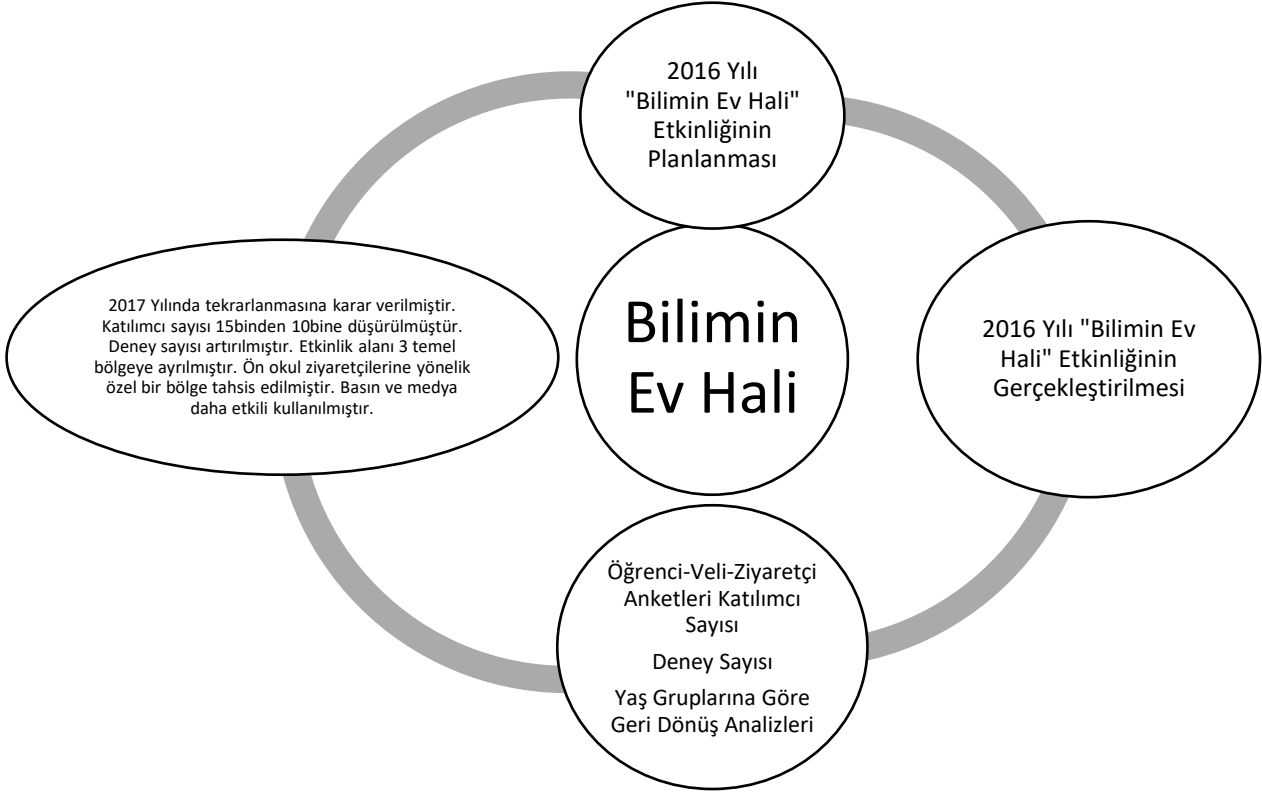 2016 Yılı
"Bilimin Ev Hali"
Etkinliğinin
Planlanması
2016 Yılı "Bilimin Ev
Hali" Etkinliğinin
Gerçekleştirilmesi
Öğrenci-Veli-Ziyaretçi
Anketleri Katılımcı
Sayısı
Deney Sayısı
Yaş Gruplarına Göre
Geri Dönüş Analizleri
2017 Yılında tekrarlanmasına karar verilmiştir.
Katılımcı sayısı 15binden 10bine düşürülmüştür.
Deney sayısı artırılmıştır. Etkinlik alanı 3 temel
bölgeye ayrılmıştır. Ön okul ziyaretçilerine yönelik
özel bir bölge tahsis edilmiştir. Basın ve medya
daha etkili kullanılmıştır.
Bilimin
Ev Hali